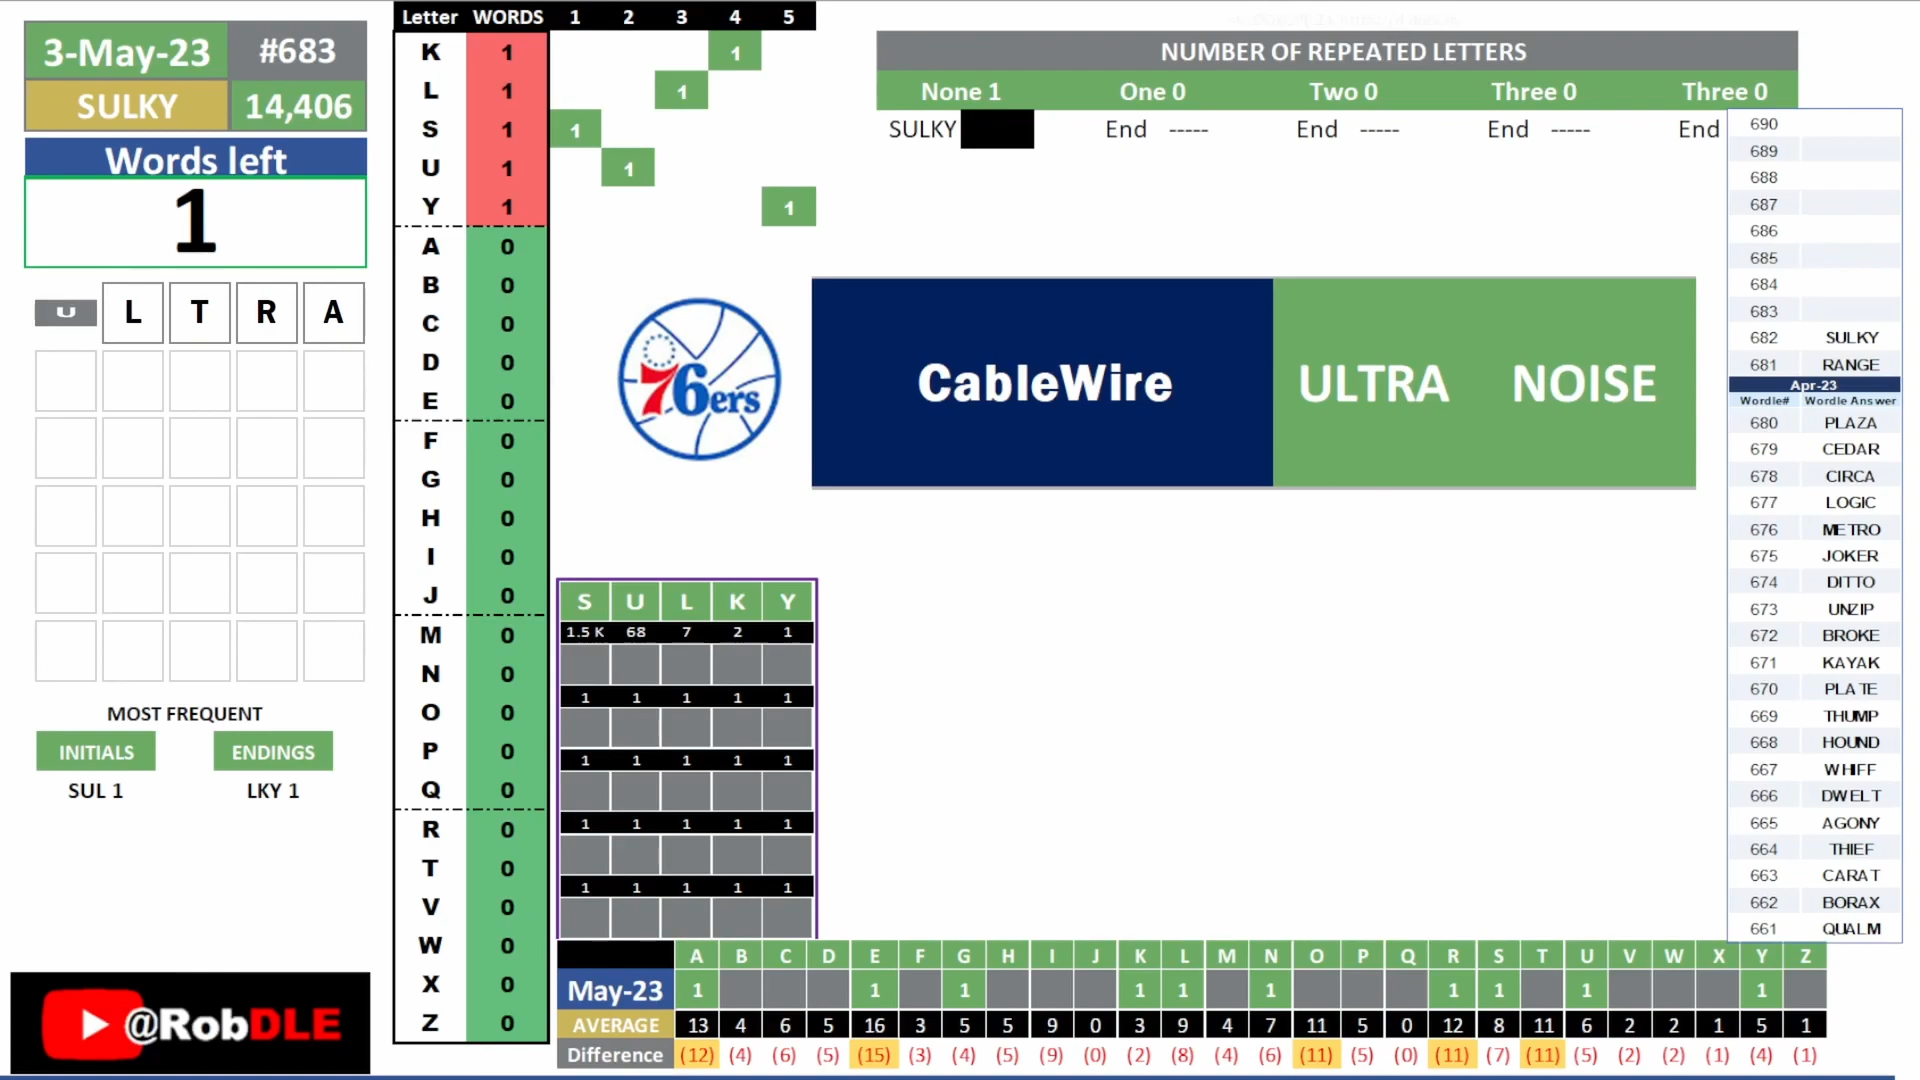 3-May-23 #683
SULKY 14,406
Words left
1
U L T R A
MOST FREQUENT
INITIALS ENDINGS
SUL 1 LKY 1
@RobDLE
Letter WORDS 1 2 3 4 5
K 1 1
L 1 1
S 1 1
U 1 1
Y 1 1
A 0
B 0
C 0
D 0
E 0
F 0
G 0
H 0
I 0
J 0
M 0
N 0
O 0
P 0
Q 0
R 0
T 0
V 0
W 0
X 0
Z 0
NUMBER OF REPEATED LETTERS
None 1 One 0 Two 0 Three 0 Three 0
SULKY End ----- End ----- End ----- End
76ers
CableWire ULTRA NOISE
S U L K Y
1.5 K 68 7 2 1
1 1 1 1 1
1 1 1 1 1
1 1 1 1 1
1 1 1 1 1
690
689
688
687
686
685
684
683
682 SULKY
681 RANGE
Apr-23
Wordle# Wordle Answer
680 PLAZA
679 CEDAR
678 CIRCA
677 LOGIC
676 METRO
675 JOKER
674 DITTO
673 UNZIP
672 BROKE
671 KAYAK
670 PLATE
669 THUMP
668 HOUND
667 WHIFF
666 DWELT
665 AGONY
664 THIEF
663 CARAT
662 BORAX
661 QUALM
A B C D E F G H I J K L M N O P Q R S T U V W X Y Z
May-23 1 1 1 1 1 1 1 1 1 1
AVERAGE 13 4 6 5 16 3 5 5 9 0 3 9 4 7 11 5 0 12 8 11 6 2 2 1 5 1
Difference (12) (4) (6) (5) (15) (3) (4) (5) (9) (0) (2) (8) (4) (6) (11) (5) (0) (11) (7) (11) (5) (2) (2) (1) (4) (1)